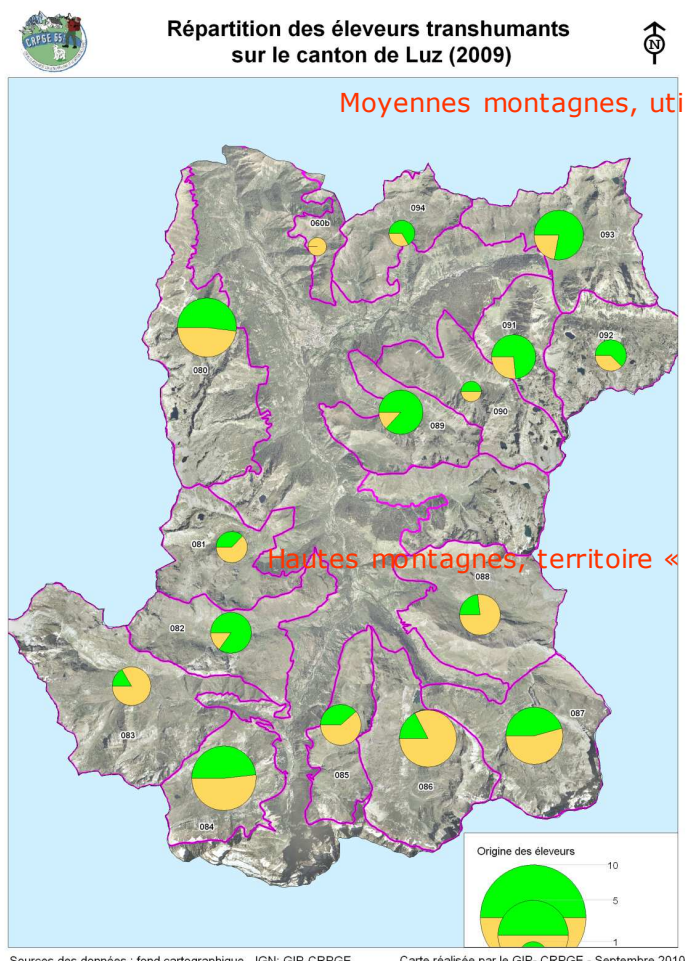 CRPGE 65
Répartition des éleveurs transhumants
sur le canton de Luz (2009)
N
Moyennes montagnes, uti
094
060b
093
091
092
080
090
089
081
Hautes montagnes, territoire «
088
082
083
087
085
086
084
Origine des éleveurs
10
5
1
Sources des données : fond cartographique - IGN; GIP-CRPGE
Carte réalisée par le GIP- CRPGE - Septembre 2010